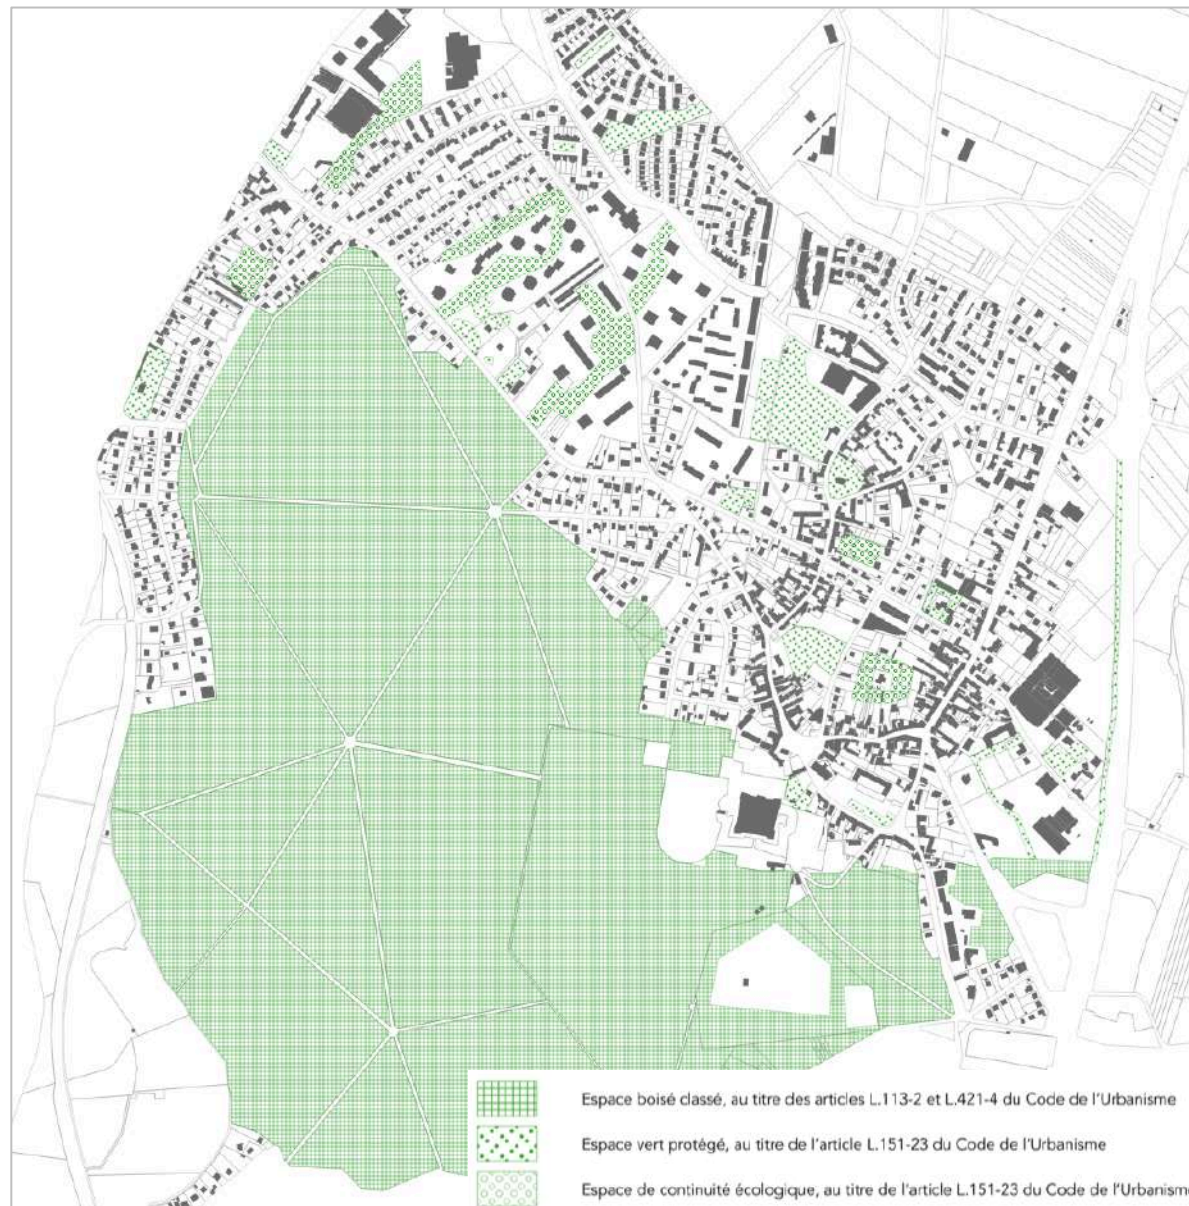 Espace boisé classé, au titre des articles L.113-2 et L.421-4 du Code de l'Urbanisme
Espace vert protégé, au titre de l'article L.151-23 du Code de l'Urbanisme
Espace de continuité écologique, au titre de l'article L.151-23 du Code de l'Urbanisme